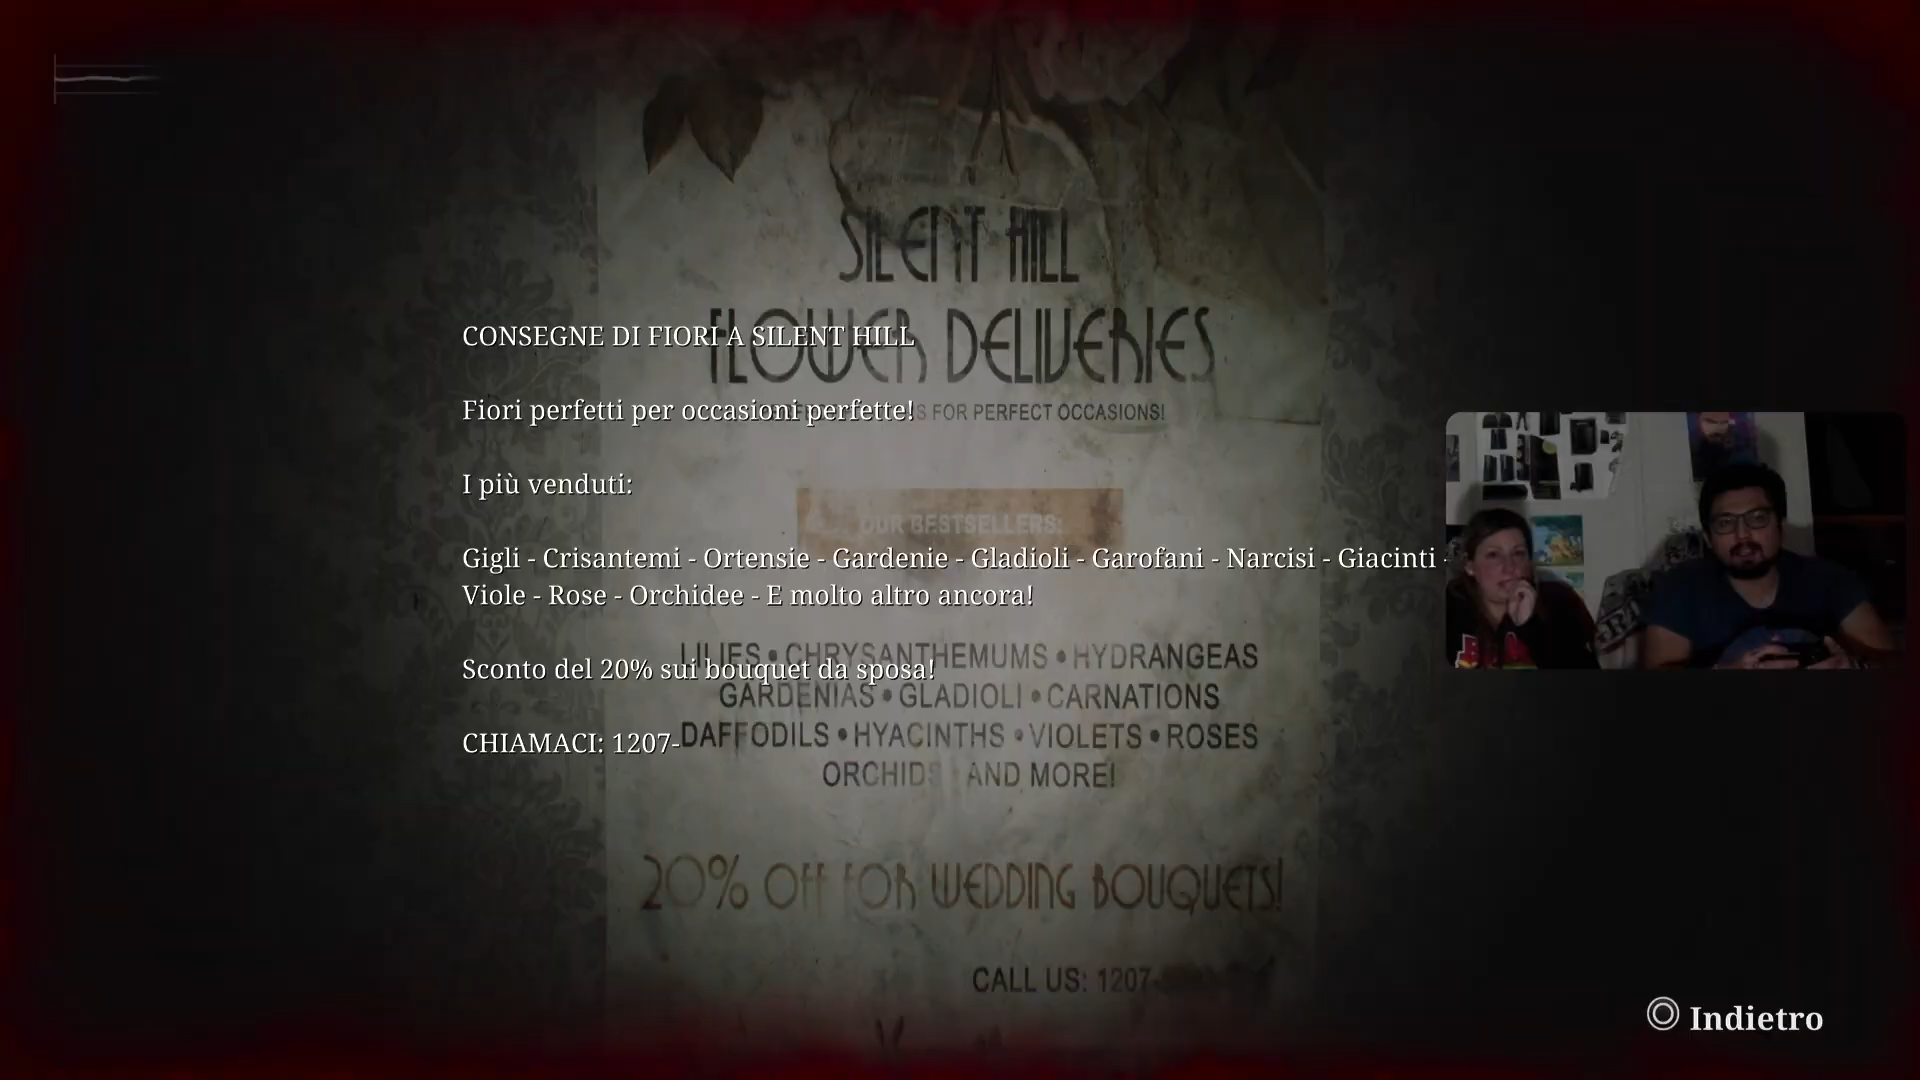 SILENT HILL
FLOWER DELIVERIES
CONSEGNE DI FIORI A SILENT HILL
Fiori perfetti per occasioni perfette!
FOR PERFECT OCCASIONS!
I più venduti:
OUR BESTSELLERS:
Gigli - Crisantemi - Ortensie - Gardenie - Gladioli - Garofani - Narcisi - Giacinti -
Viole - Rose - Orchidee - E molto altro ancora!
LILIES • CHRYSANTHEMUMS • HYDRANGEAS
Sconto del 20% sui bouquet da sposa!
GARDENIAS • GLADIOLI • CARNATIONS
CHIAMACI: 1207-
DAFFODILS • HYACINTHS • VIOLETS • ROSES
ORCHIDS AND MORE!
20% OFF FOR WEDDING BOUQUETS!
CALL US: 1207-
Indietro